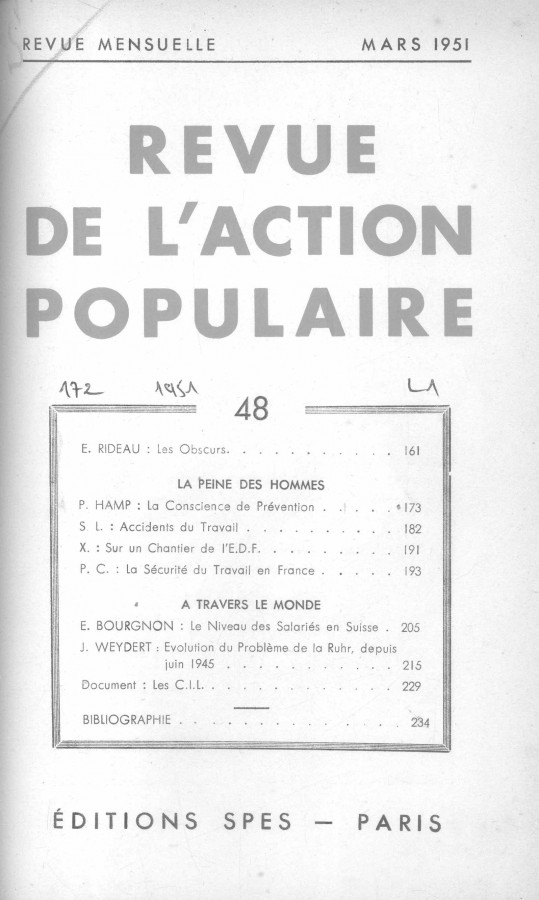 REVUE MENSUELLE MARS 1951
REVUE
DE L'ACTION
POPULAIRE
172 1951 L1
48
E. RIDEAU : Les Obscurs. . . . . . . . . . . . 161
LA PEINE DES HOMMES
P. HAMP : La Conscience de Prévention . . . . . 173
S L. : Accidents du Travail . . . . . . . . . . 182
X. : Sur un Chantier de l'E.D.F. . . . . . . . . 191
P. C. : La Sécurité du Travail en France . . . . . 193
A TRAVERS LE MONDE
E. BOURGNON : Le Niveau des Salariés en Suisse . 205
J. WEYDERT : Evolution du Problème de la Ruhr, depuis
juin 1945 . . . . . . . . . . . 215
Document : Les C.I.L. . . . . . . . . . . . . 229
BIBLIOGRAPHIE . . . . . . . . . . . . . . 234
ÉDITIONS SPES — PARIS